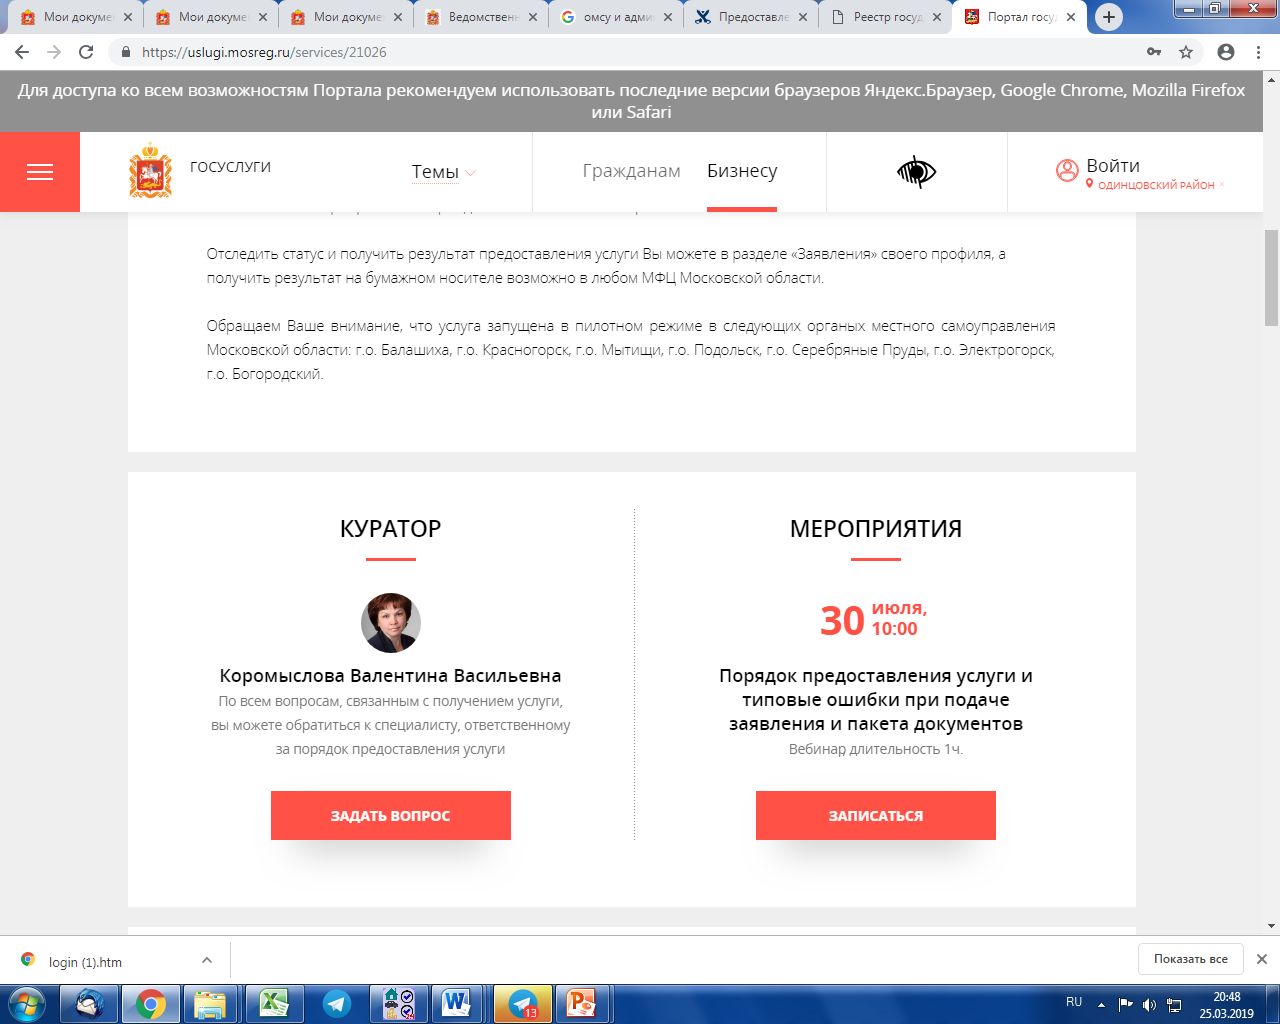 Мои докуме
Мои докуме
Мои докуме
Ведомственн
омсу и адми
Предоставле
Реестр госуд
Портал госу
https://uslugi.mosreg.ru/services/21026
Для доступа ко всем возможностям Портала рекомендуем использовать последние версии браузеров Яндекс.Браузер, Google Chrome, Mozilla Firefox
или Safari
ГОСУСЛУГИ
Темы
Гражданам
Бизнесу
Войти
ОДИНЦОВСКИЙ РАЙОН
Отследить статус и получить результат предоставления услуги Вы можете в разделе «Заявления» своего профиля, а
получить результат на бумажном носителе возможно в любом МФЦ Московской области.
Обращаем Ваше внимание, что услуга запущена в пилотном режиме в следующих органых местного самоуправления
Московской области: г.о. Балашиха, г.о. Красногорск, г.о. Мытищи, г.о. Подольск, г.о. Серебряные Пруды, г.о. Электрогорск,
г.о. Богородский.
КУРАТОР
Коромыслова Валентина Васильевна
По всем вопросам, связанным с получением услуги,
вы можете обратиться к специалисту, ответственному
за порядок предоставления услуги
ЗАДАТЬ ВОПРОС
МЕРОПРИЯТИЯ
30 июля,
10:00
Порядок предоставления услуги и
типовые ошибки при подаче
заявления и пакета документов
Вебинар, длительность 1ч.
ЗАПИСАТЬСЯ
login (1).htm
Показать все
13
RU
20:48
25.03.2019